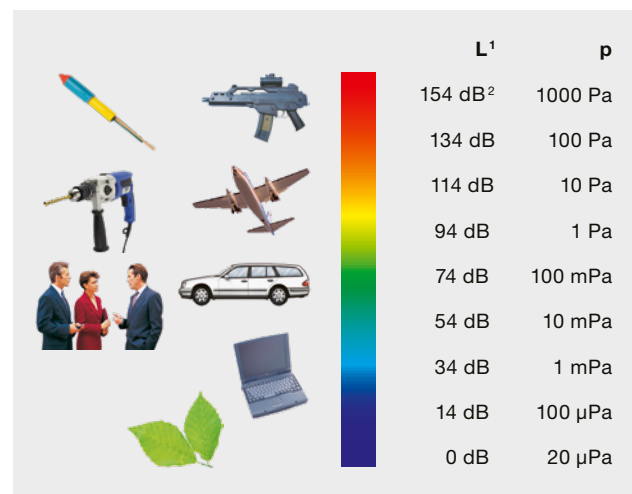 L¹ p
154 dB² 1000 Pa
134 dB 100 Pa
114 dB 10 Pa
94 dB 1 Pa
74 dB 100 mPa
54 dB 10 mPa
34 dB 1 mPa
14 dB 100 µPa
0 dB 20 µPa